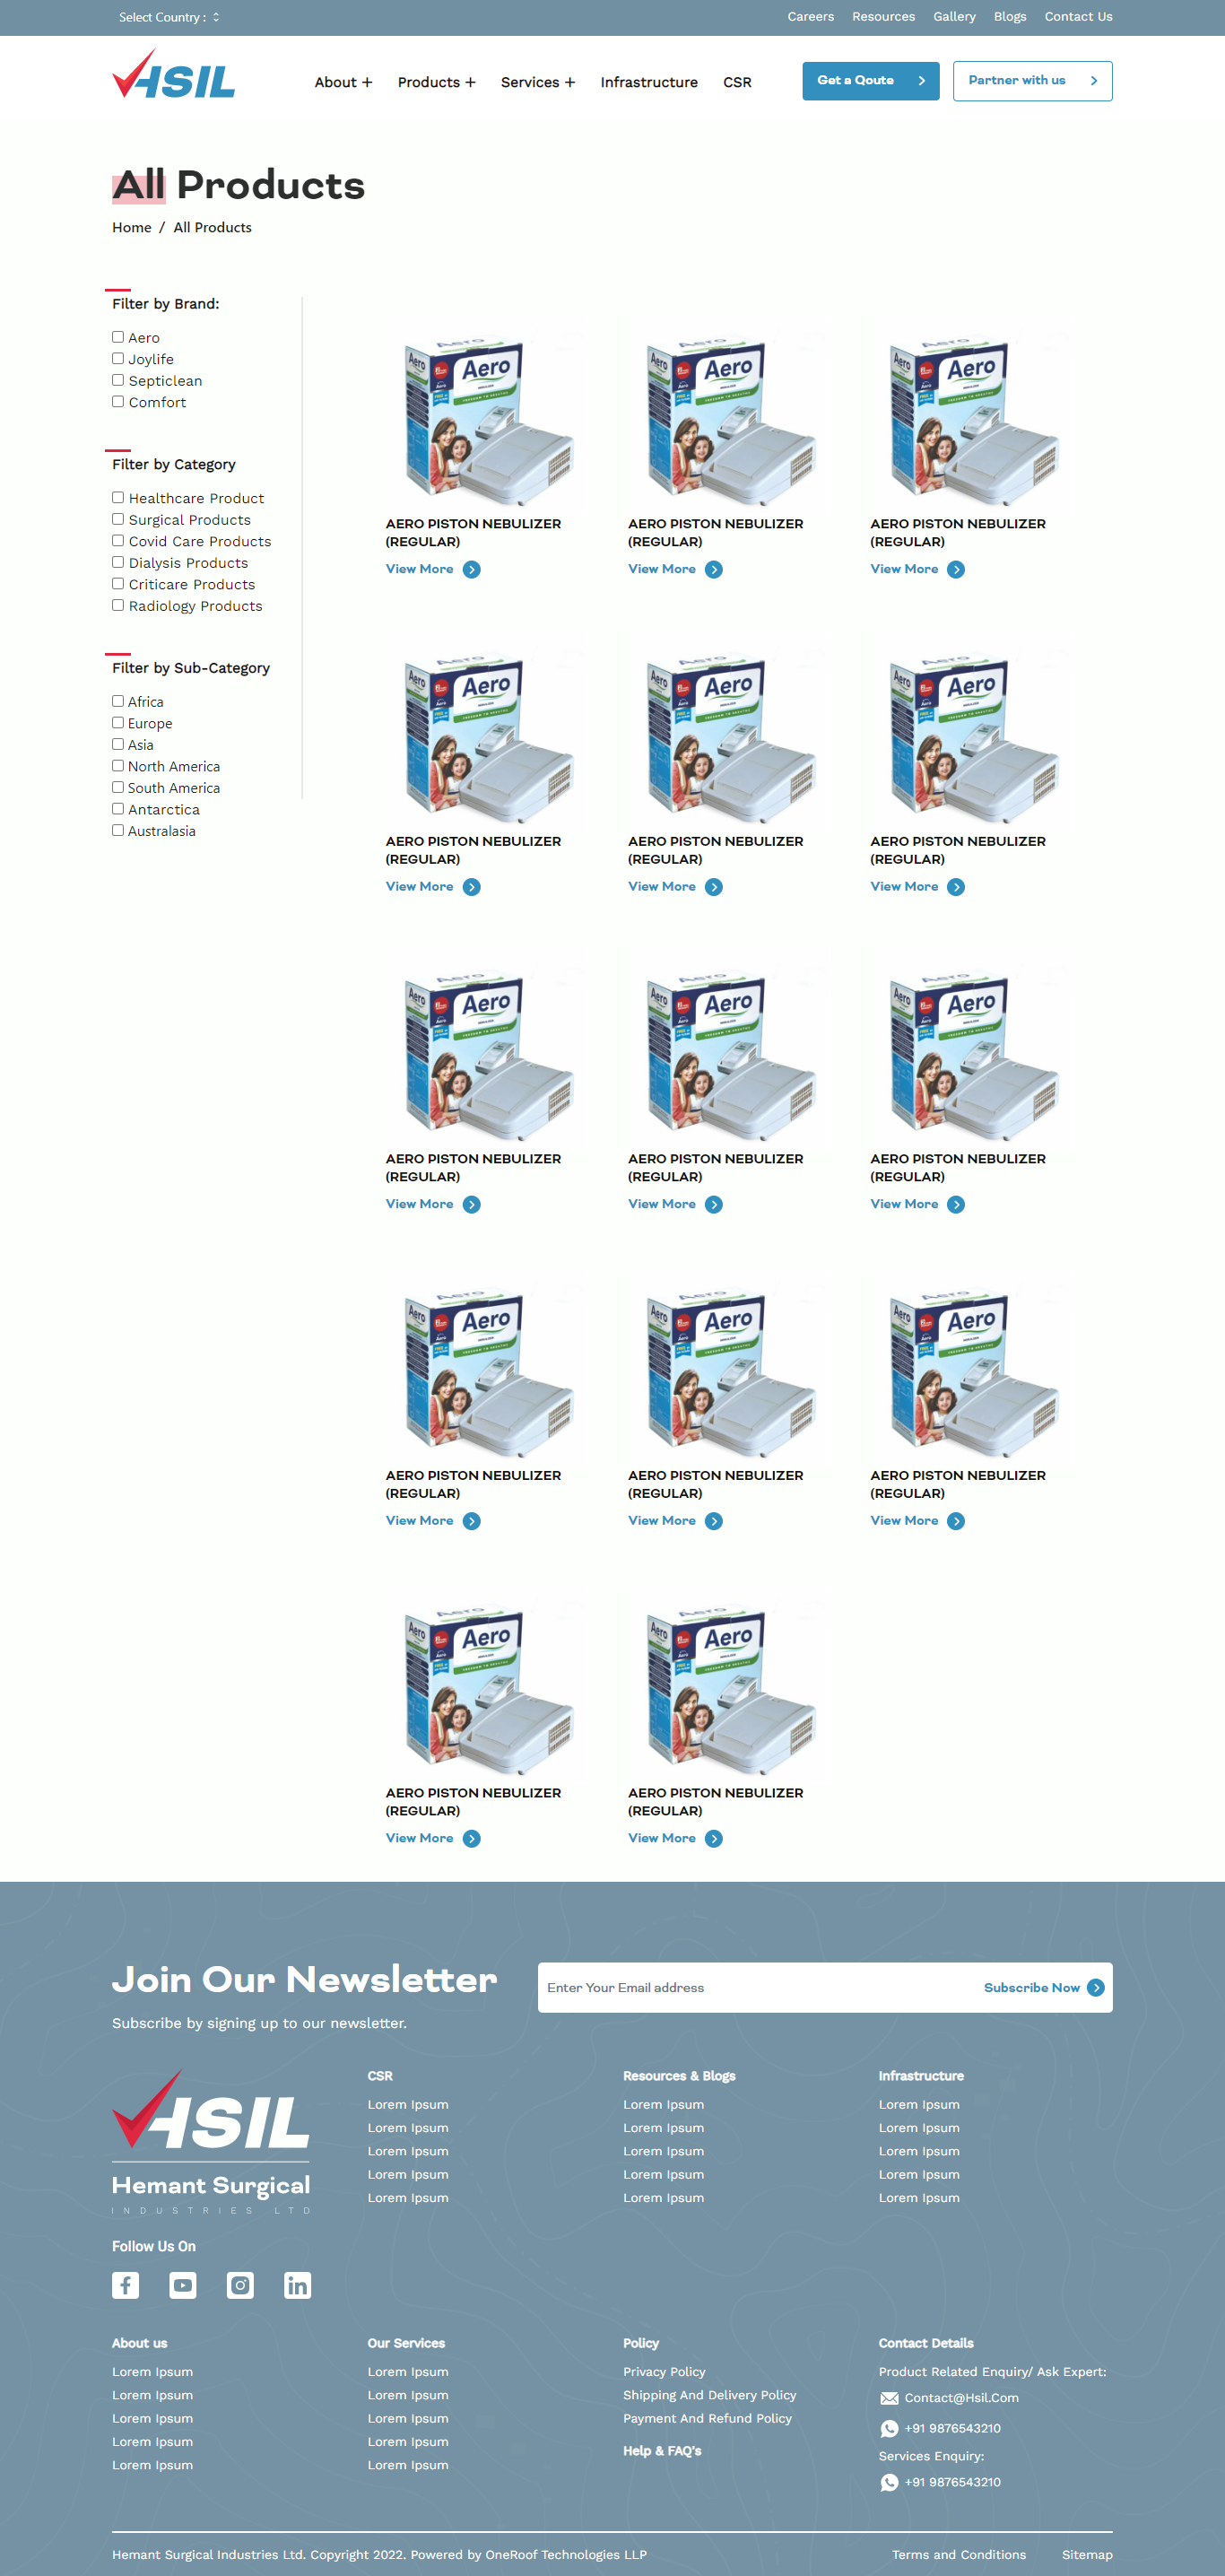 Select Country :
Careers Resources Gallery Blogs Contact Us
HSIL
About + Products + Services + Infrastructure CSR
Get a Qoute
Partner with us
All Products
Home / All Products
Filter by Brand:
Aero
Joylife
Septiclean
Comfort
Filter by Category
Healthcare Product
Surgical Products
Covid Care Products
Dialysis Products
Criticare Products
Radiology Products
Filter by Sub-Category
Africa
Europe
Asia
North America
South America
Antarctica
Australasia
Aero Aero Aero
AERO PISTON NEBULIZER AERO PISTON NEBULIZER AERO PISTON NEBULIZER
(REGULAR) (REGULAR) (REGULAR)
View More View More View More
Aero Aero Aero
AERO PISTON NEBULIZER AERO PISTON NEBULIZER AERO PISTON NEBULIZER
(REGULAR) (REGULAR) (REGULAR)
View More View More View More
Aero Aero Aero
AERO PISTON NEBULIZER AERO PISTON NEBULIZER AERO PISTON NEBULIZER
(REGULAR) (REGULAR) (REGULAR)
View More View More View More
Aero Aero Aero
AERO PISTON NEBULIZER AERO PISTON NEBULIZER AERO PISTON NEBULIZER
(REGULAR) (REGULAR) (REGULAR)
View More View More View More
Aero Aero
AERO PISTON NEBULIZER AERO PISTON NEBULIZER
(REGULAR) (REGULAR)
View More View More
Join Our Newsletter
Subscribe by signing up to our newsletter.
Enter Your Email address
Subscribe Now
HSIL
Hemant Surgical
INDUSTRIES LTD
Follow Us On
CSR
Lorem Ipsum
Lorem Ipsum
Lorem Ipsum
Lorem Ipsum
Lorem Ipsum
Resources & Blogs
Lorem Ipsum
Lorem Ipsum
Lorem Ipsum
Lorem Ipsum
Lorem Ipsum
Infrastructure
Lorem Ipsum
Lorem Ipsum
Lorem Ipsum
Lorem Ipsum
Lorem Ipsum
About us
Lorem Ipsum
Lorem Ipsum
Lorem Ipsum
Lorem Ipsum
Lorem Ipsum
Our Services
Lorem Ipsum
Lorem Ipsum
Lorem Ipsum
Lorem Ipsum
Lorem Ipsum
Policy
Privacy Policy
Shipping And Delivery Policy
Payment And Refund Policy
Help & FAQ's
Contact Details
Product Related Enquiry/ Ask Expert:
Contact@Hsil.Com
+91 9876543210
Services Enquiry:
+91 9876543210
Hemant Surgical Industries Ltd. Copyright 2022. Powered by OneRoof Technologies LLP
Terms and Conditions Sitemap